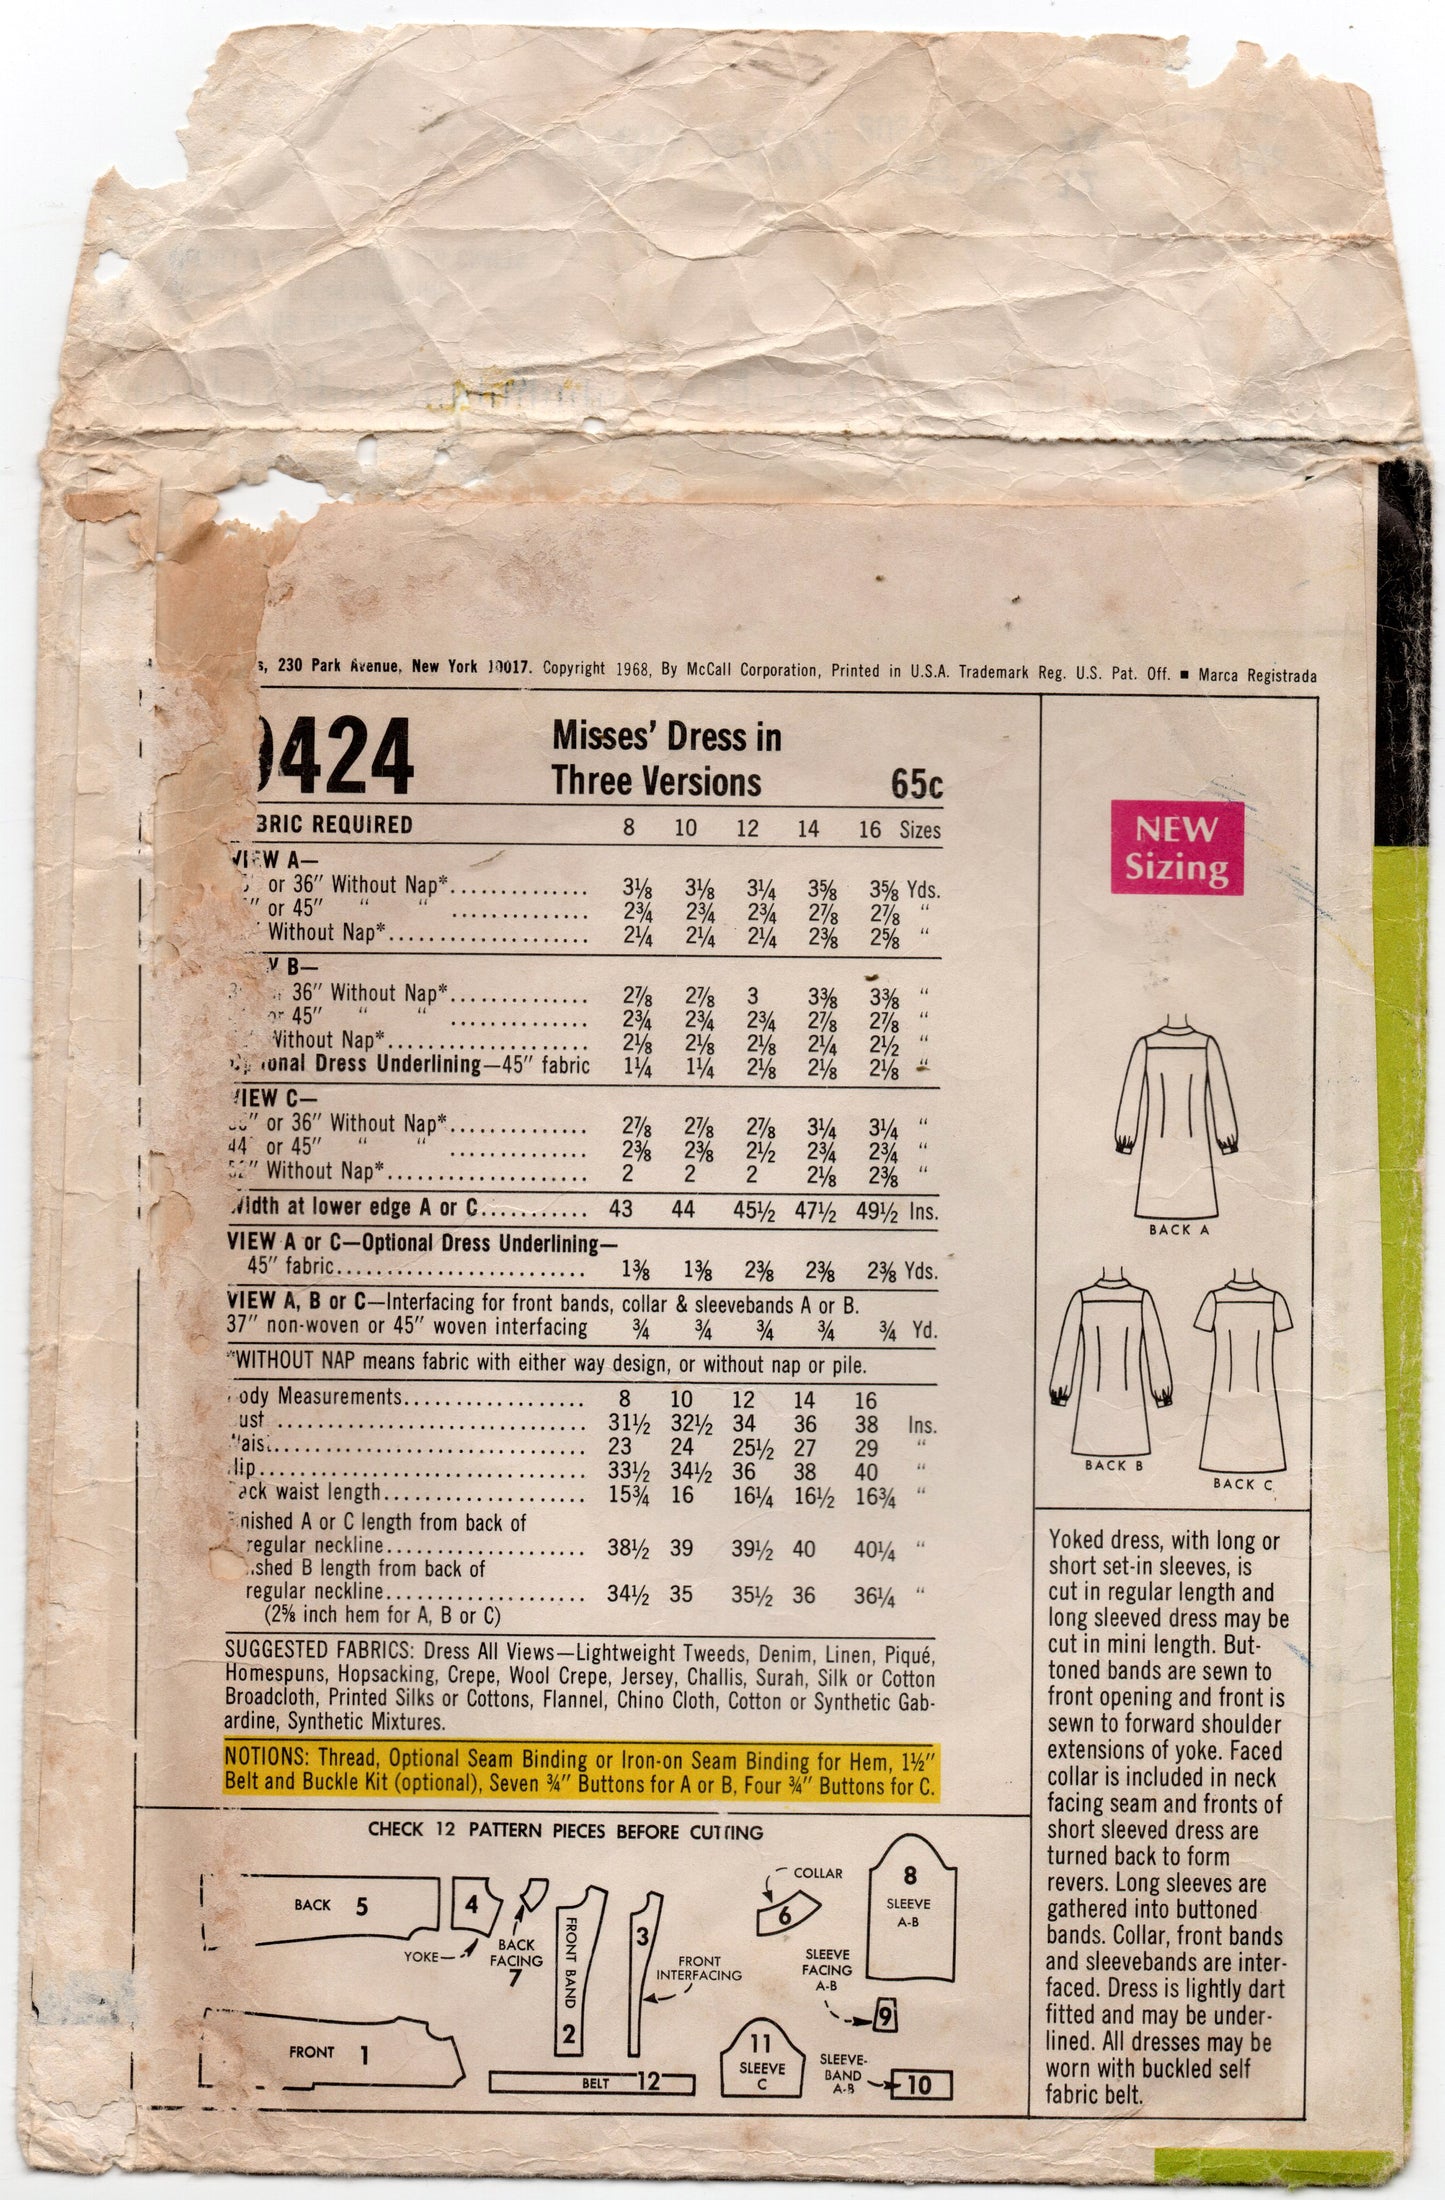 230 Park Avenue, New York 10017. Copyright 1968, By McCall Corporation, Printed in U.S.A. Trademark Reg. U.S. Pat. Off. ■ Marca Registrada
9424
Misses' Dress in
Three Versions 65c
BRIC REQUIRED 8 10 12 14 16 Sizes
VIEW A—
or 36" Without Nap*.............. 3⅛ 3⅛ 3¼ 3⅝ 3⅝ Yds.
or 45" " " .............. 2¾ 2¾ 2¾ 2⅞ 2⅞ "
Without Nap*.................... 2¼ 2¼ 2¼ 2⅜ 2⅝ "
B—
36" Without Nap*.............. 2⅞ 2⅞ 3 3⅜ 3⅜ "
or 45" " " .............. 2¾ 2¾ 2¾ 2⅞ 2⅞ "
Without Nap*.................... 2⅛ 2⅛ 2⅛ 2¼ 2½ "
Optional Dress Underlining—45" fabric 1¼ 1¼ 2⅛ 2⅛ 2⅛ "
VIEW C—
or 36" Without Nap*.............. 2⅞ 2⅞ 2⅞ 3¼ 3¼ "
44" or 45" " " .............. 2⅜ 2⅜ 2½ 2¾ 2¾ "
52" Without Nap*.................... 2 2 2 2⅛ 2⅜ "
Width at lower edge A or C........... 43 44 45½ 47½ 49½ Ins.
VIEW A or C—Optional Dress Underlining—
45" fabric......................... 1⅜ 1⅜ 2⅜ 2⅜ 2⅜ Yds.
VIEW A, B or C—Interfacing for front bands, collar & sleevebands A or B.
37" non-woven or 45" woven interfacing ¾ ¾ ¾ ¾ ¾ Yd.
*WITHOUT NAP means fabric with either way design, or without nap or pile.
ody Measurements.................. 8 10 12 14 16
ust .............................. 31½ 32½ 34 36 38 Ins.
Waist.............................. 23 24 25½ 27 29 "
Hip................................ 33½ 34½ 36 38 40 "
ack waist length.................... 15¾ 16 16¼ 16½ 16¾ "
nished A or C length from back of
regular neckline.................... 38½ 39 39½ 40 40¼ "
shed B length from back of
regular neckline.................... 34½ 35 35½ 36 36¼ "
(2⅝ inch hem for A, B or C)
SUGGESTED FABRICS: Dress All Views—Lightweight Tweeds, Denim, Linen, Piqué,
Homespuns, Hopsacking, Crepe, Wool Crepe, Jersey, Challis, Surah, Silk or Cotton
Broadcloth, Printed Silks or Cottons, Flannel, Chino Cloth, Cotton or Synthetic Gab-
ardine, Synthetic Mixtures.
NOTIONS: Thread, Optional Seam Binding or Iron-on Seam Binding for Hem, 1½"
Belt and Buckle Kit (optional), Seven ¾" Buttons for A or B, Four ¾" Buttons for C.
CHECK 12 PATTERN PIECES BEFORE CUTTING
BACK 5
4
YOKE
BACK
FACING
7
FRONT BAND
2
3
FRONT
INTERFACING
COLLAR
6
8
SLEEVE
A-B
SLEEVE
FACING
A-B
9
FRONT 1
BELT 12
11
SLEEVE
C
SLEEVE-
BAND
A-B
10
NEW
Sizing
BACK A
BACK B
BACK C
Yoked dress, with long or
short set-in sleeves, is
cut in regular length and
long sleeved dress may be
cut in mini length. But-
toned bands are sewn to
front opening and front is
sewn to forward shoulder
extensions of yoke. Faced
collar is included in neck
facing seam and fronts of
short sleeved dress are
turned back to form
revers. Long sleeves are
gathered into buttoned
bands. Collar, front bands
and sleevebands are inter-
faced. Dress is lightly dart
fitted and may be under-
lined. All dresses may be
worn with buckled self
fabric belt.